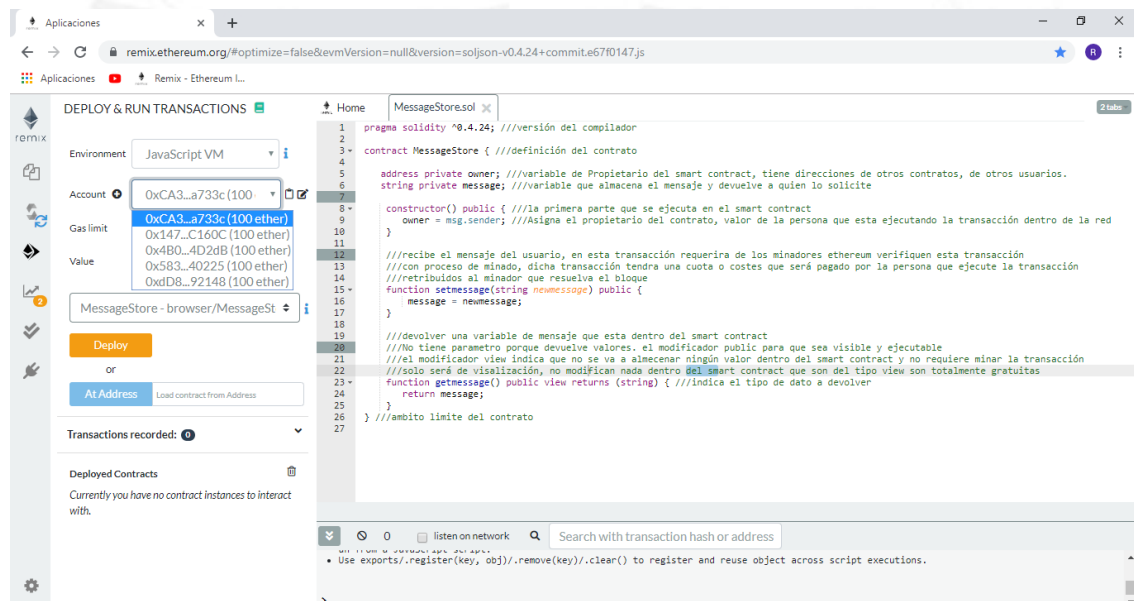 Aplicaciones
remix.ethereum.org/#optimize=false&evmVersion=null&version=soljson-v0.4.24+commit.e67f0147.js
R
Aplicaciones
Remix - Ethereum I...
remix
DEPLOY & RUN TRANSACTIONS
Environment JavaScript VM
Account 0xCA3...a733c (100
0xCA3...a733c (100 ether)
0x147...C160C (100 ether)
0x4B0...4D2dB (100 ether)
0x583...40225 (100 ether)
0xdD8...92148 (100 ether)
Gas limit
Value
2
MessageStore - browser/MessageSt
Deploy
or
At Address Load contract from Address
Transactions recorded: 0
Deployed Contracts
Currently you have no contract instances to interact
with.
Home MessageStore.sol 2 tabs
1 pragma solidity ^0.4.24; ///versión del compilador
2
3 contract MessageStore { ///definición del contrato
4
5 address private owner; ///variable de Propietario del smart contract, tiene direcciones de otros contratos, de otros usuarios.
6 string private message; ///variable que almacena el mensaje y devuelve a quien lo solicite
7
8 constructor() public { ///la primera parte que se ejecuta en el smart contract
9 owner = msg.sender; ///Asigna el propietario del contrato, valor de la persona que esta ejecutando la transacción dentro de la red
10 }
11
12 ///recibe el mensaje del usuario, en esta transacción requerira de los mineros ethereum verifiquen esta transacción
13 ///con proceso de minado, dicha transacción tendra una cuota o costes que será pagado por la persona que ejecute la transacción
14 ///retribuidos al minador que resuelva el bloque
15 function setmessage(string newmessage) public {
16 message = newmessage;
17 }
18
19 ///devolver una variable de mensaje que esta dentro del smart contract
20 ///No tiene parametro porque devuelve valores. el modificador public para que sea visible y ejecutable
21 ///el modificador view indica que no se va a almecenar ningún valor dentro del smart contract y no requiere minar la transacción
22 ///solo será de visalización, no modifican nada dentro del smart contract que son del tipo view son totalmente gratuitas
23 function getmessage() public view returns (string) { ///indica el tipo de dato a devolver
24 return message;
25 }
26 } ///ambito limite del contrato
27
0 listen on network Search with transaction hash or address
• Use exports/.register(key, obj)/.remove(key)/.clear() to register and reuse object across script executions.
>